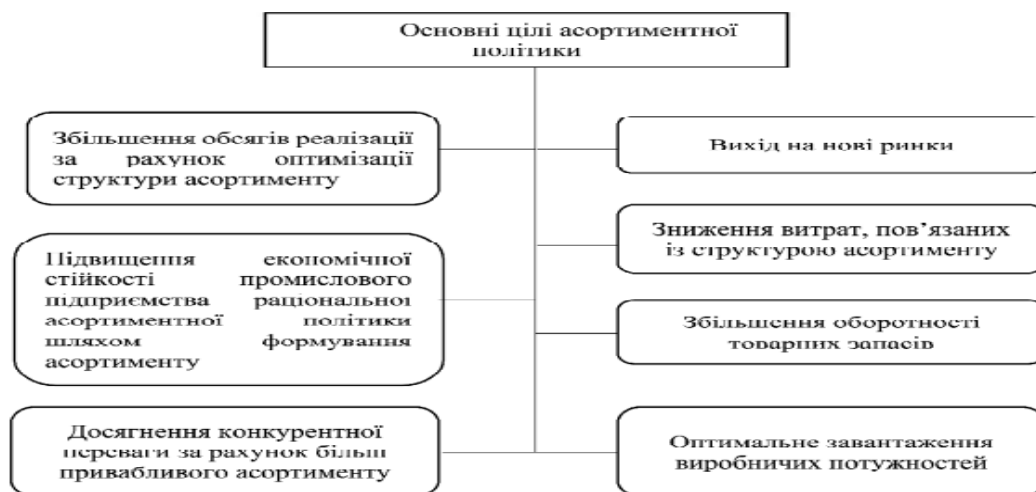 Основні цілі асортиментної
політики
Збільшення обсягів реалізації
за рахунок оптимізації
структури асортименту
Підвищення економічної
стійкості промислового
підприємства раціональної
асортиментної політики
шляхом формування
асортименту
Досягнення конкурентної
переваги за рахунок більш
привабливого асортименту
Вихід на нові ринки
Зниження витрат, пов’язаних
із структурою асортименту
Збільшення оборотності
товарних запасів
Оптимальне завантаження
виробничих потужностей